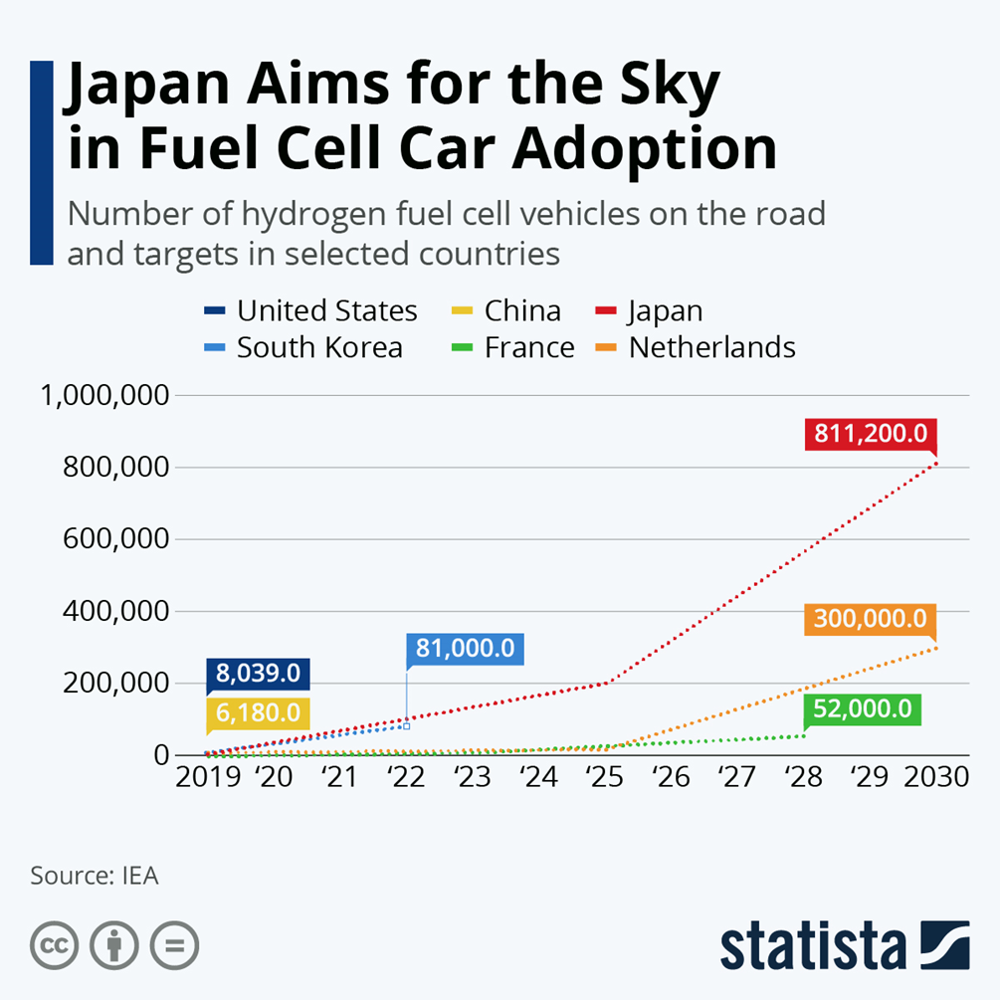 Japan Aims for the Sky
in Fuel Cell Car Adoption
Number of hydrogen fuel cell vehicles on the road
and targets in selected countries
United States China Japan
South Korea France Netherlands
1,000,000
811,200.0
800,000
600,000
400,000
300,000.0
81,000.0
8,039.0
200,000
6,180.0
52,000.0
0
2019 ‘20 ‘21 ‘22 ‘23 ‘24 ‘25 ‘26 ‘27 ‘28 ‘29 2030
Source: IEA
cc
statista